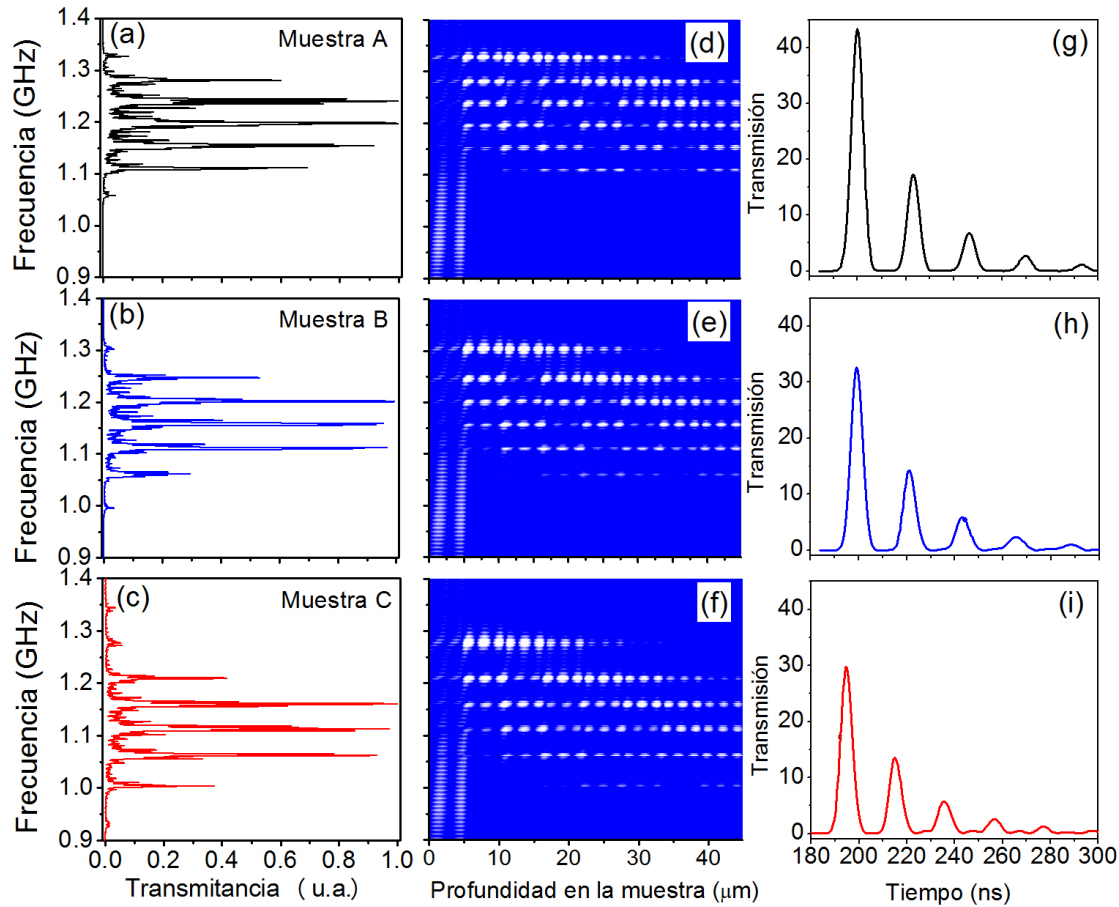 (a) Muestra A
Frecuencia (GHz)
1.4
1.3
1.2
1.1
1.0
0.9
(d)
(g)
Transmisión
40
30
20
10
0
(b) Muestra B
Frecuencia (GHz)
1.4
1.3
1.2
1.1
1.0
0.9
(e)
(h)
Transmisión
40
30
20
10
0
(c) Muestra C
Frecuencia (GHz)
1.4
1.3
1.2
1.1
1.0
0.9
0.0 0.2 0.4 0.6 0.8 1.0
Transmitancia ( u.a.)
(f)
0 10 20 30 40
Profundidad en la muestra (μm)
(i)
Transmisión
40
30
20
10
0
180 200 220 240 260 280 300
Tiempo (ns)